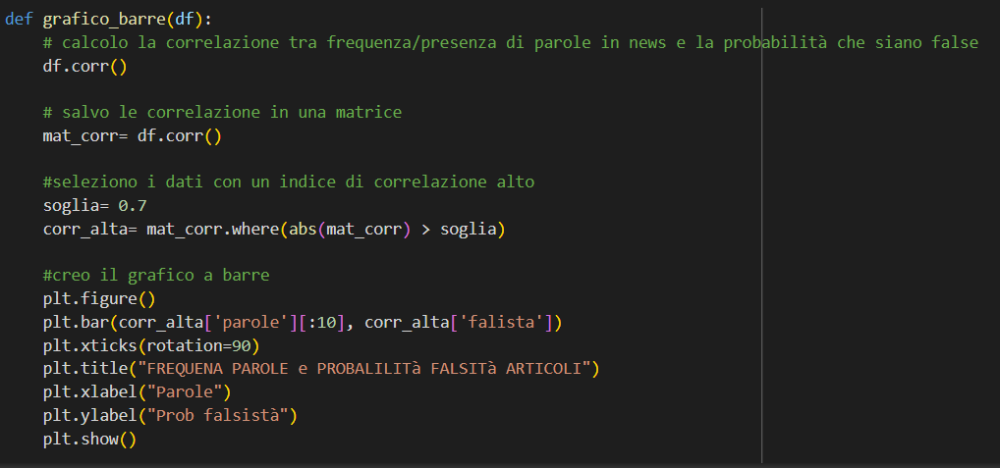 def grafico_barre(df):
# calcolo la correlazione tra frequenza/presenza di parole in news e la probabilità che siano false
df.corr()
# salvo le correlazione in una matrice
mat_corr= df.corr()
#seleziono i dati con un indice di correlazione alto
soglia= 0.7
corr_alta= mat_corr.where(abs(mat_corr) > soglia)
#creo il grafico a barre
plt.figure()
plt.bar(corr_alta['parole'][:10], corr_alta['falista'])
plt.xticks(rotation=90)
plt.title("FREQUENA PAROLE e PROBALILITà FALSITà ARTICOLI")
plt.xlabel("Parole")
plt.ylabel("Prob falsistà")
plt.show()